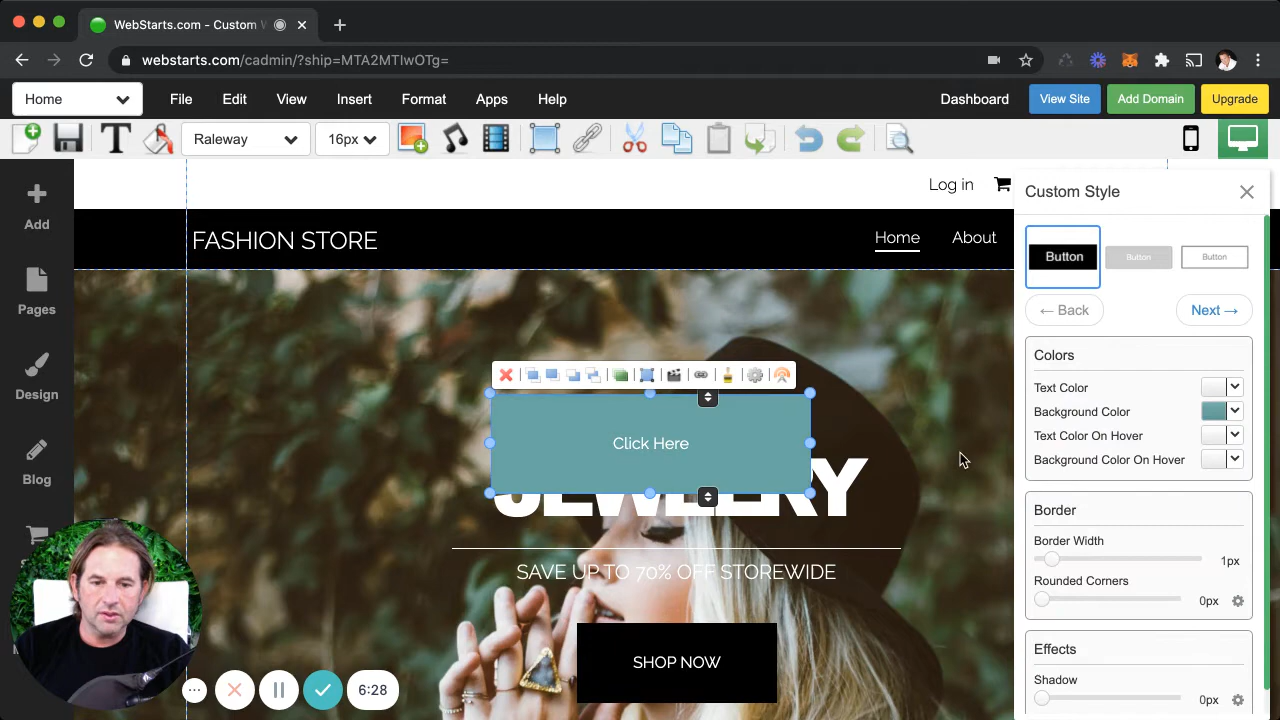 WebStarts.com - Custom W
webstarts.com/cadmin/?ship=MTA2MTIwOTg=
Home File Edit View Insert Format Apps Help Dashboard View Site Add Domain Upgrade
T Raleway 16px
Log in
FASHION STORE Home About
Add
Pages
Design
Blog
Custom Style
Button Button Button
← Back Next →
Colors
Text Color
Background Color
Text Color On Hover
Background Color On Hover
Border
Border Width
1px
Rounded Corners
0px
Effects
Shadow
0px
Click Here
JEWELRY
SAVE UP TO 70% OFF STOREWIDE
SHOP NOW
6:28